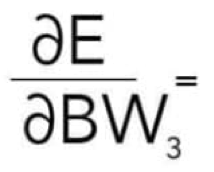 ∂E
∂BW₃ =